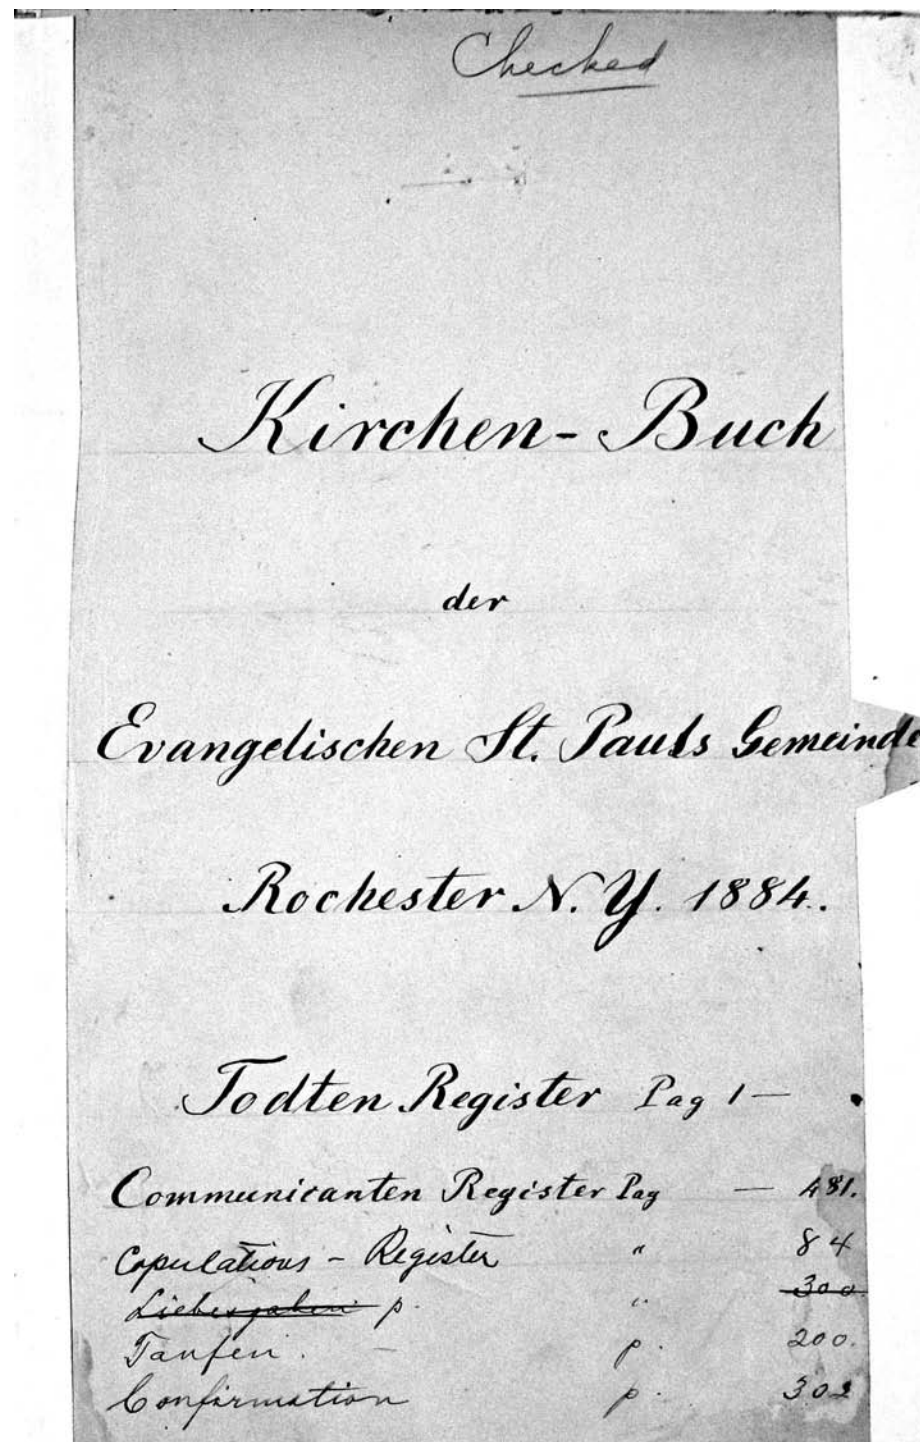 Checked
Kirchen-Buch
der
Evangelischen St. Pauls Gemeinde
Rochester N. Y. 1884.
Todten Register Pag 1 —
Communicanten Register Pag — 481.
Copulations - Register " 84
Liebesgaben p. " 300
Taufen. — p. 200.
Confirmation p. 302